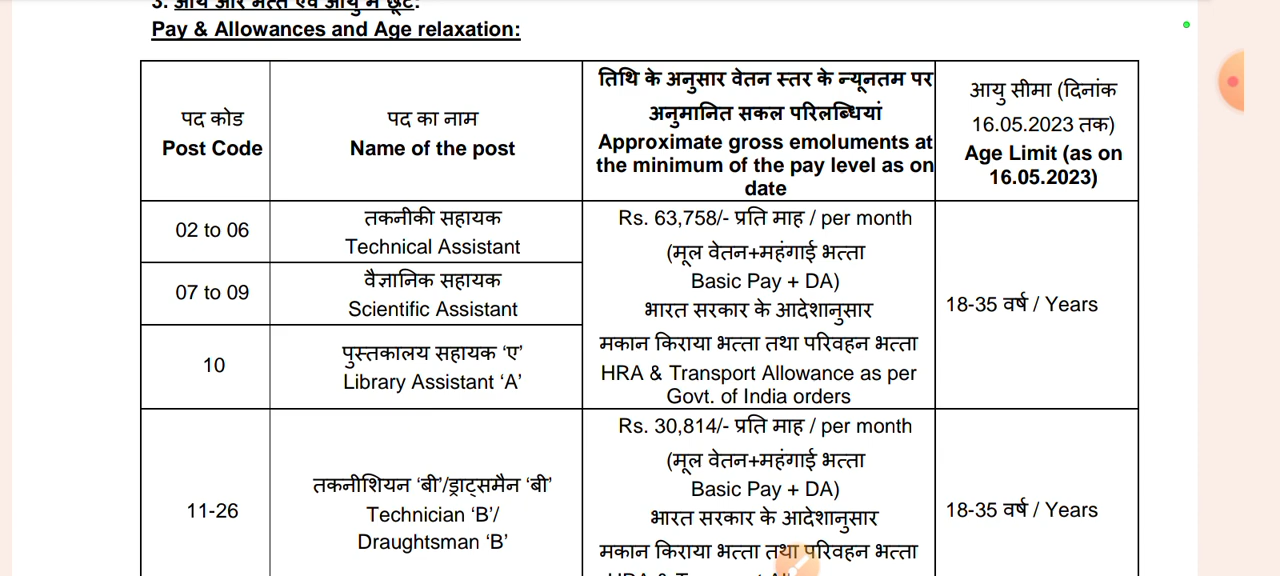 3. आयु और भत्ते एवं आयु में छूट:
Pay & Allowances and Age relaxation:
पद कोड
Post Code
पद का नाम
Name of the post
तिथि के अनुसार वेतन स्तर के न्यूनतम पर
अनुमानित सकल परिलब्धियां
Approximate gross emoluments at
the minimum of the pay level as on
date
आयु सीमा (दिनांक
16.05.2023 तक)
Age Limit (as on
16.05.2023)
02 to 06
तकनीकी सहायक
Technical Assistant
07 to 09
वैज्ञानिक सहायक
Scientific Assistant
10
पुस्तकालय सहायक ‘ए’
Library Assistant ‘A’
Rs. 63,758/- प्रति माह / per month
(मूल वेतन+महंगाई भत्ता
Basic Pay + DA)
भारत सरकार के आदेशानुसार
मकान किराया भत्ता तथा परिवहन भत्ता
HRA & Transport Allowance as per
Govt. of India orders
18-35 वर्ष / Years
11-26
तकनीशियन ‘बी’/ड्राट्समैन ‘बी’
Technician ‘B’/
Draughtsman ‘B’
Rs. 30,814/- प्रति माह / per month
(मूल वेतन+महंगाई भत्ता
Basic Pay + DA)
भारत सरकार के आदेशानुसार
मकान किराया भत्ता तथा परिवहन भत्ता
18-35 वर्ष / Years